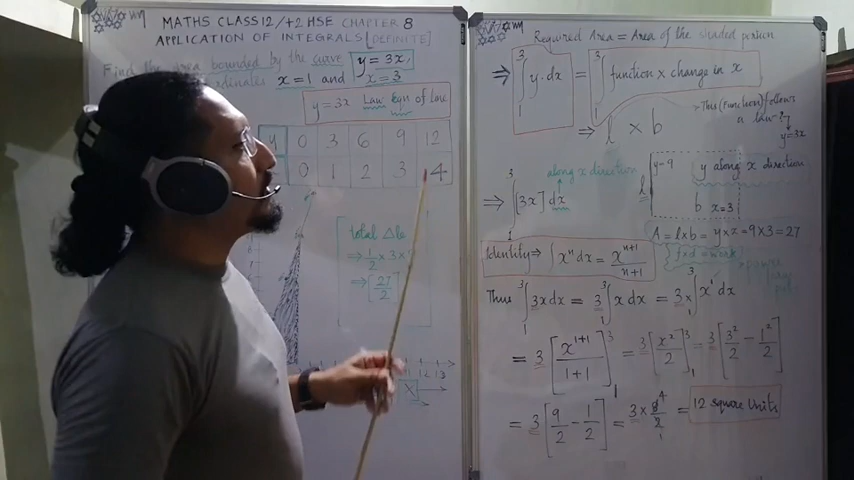 MATHS CLASS 12 / +2 HSE CHAPTER 8
APPLICATION OF INTEGRALS [DEFINITE]
Find the area bounded by the curve y = 3x,
ordinates x = 1 and x = 3
y = 3x Law Eqn of line
y 0 3 6 9 12
0 1 2 3 4
total
⇒ 1/2 × 3 ×
⇒ [27/2]
12 13
X
Required Area = Area of the shaded portion
⇒ ∫₁³ y · dx = ∫₁³ function × change in x
⇒ l × b
This (Function) follows
a law
y = 3x
along x direction
⇒ ∫₁³ [3x] dx
y = 9 y along x direction
l
b x = 3
A = l × b = y × x = 9 × 3 = 27
Identity ⇒ ∫ xⁿ dx = xⁿ⁺¹/n+1
f × d = work
Thus ∫₁³ 3x dx = 3 ∫₁³ x dx = 3 × ∫₁³ x¹ dx
= 3 [x¹⁺¹/1+1]₁³ = 3 [x²/2]₁³ = 3 [3²/2 − 1²/2]
= 3 [9/2 − 1/2] = 3 × 8/2 = 12 square units